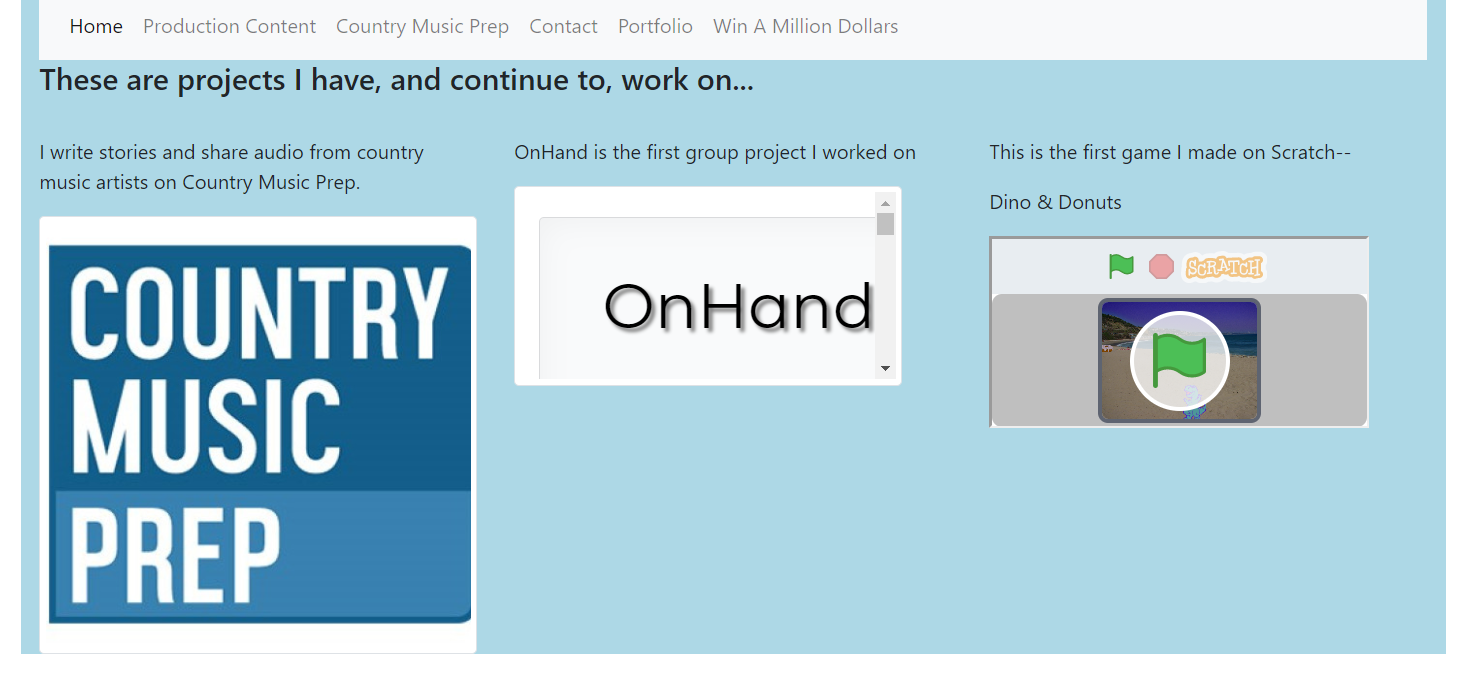 Home Production Content Country Music Prep Contact Portfolio Win A Million Dollars
These are projects I have, and continue to, work on...
I write stories and share audio from country
music artists on Country Music Prep.
COUNTRY
MUSIC
PREP
OnHand is the first group project I worked on
OnHand
This is the first game I made on Scratch--
Dino & Donuts
SCRATCH